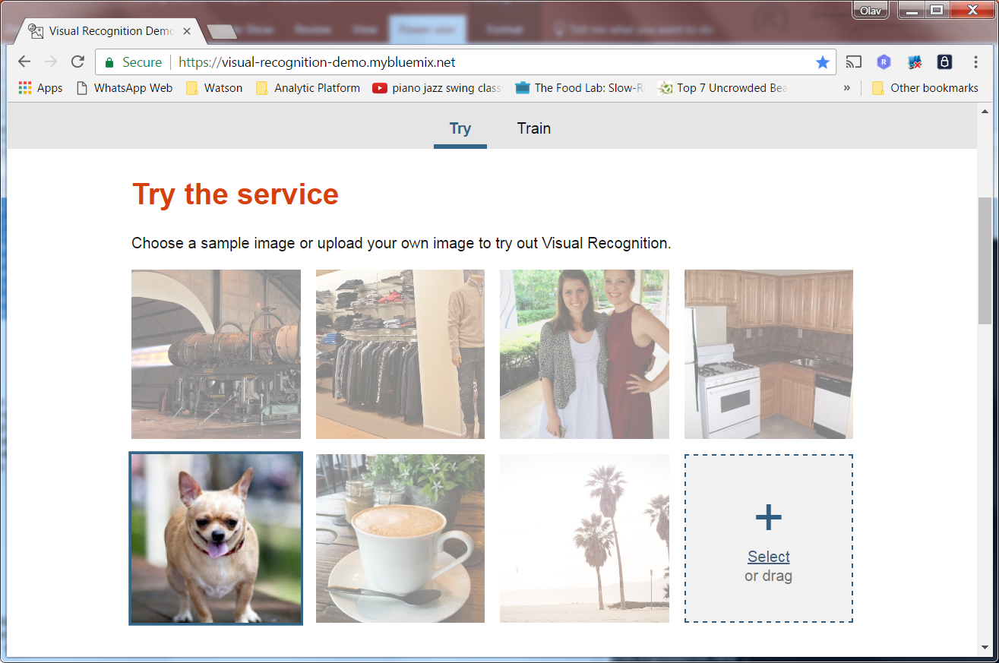 Olav
Visual Recognition Demo
Secure https://visual-recognition-demo.mybluemix.net
Apps WhatsApp Web Watson Analytic Platform piano jazz swing class The Food Lab: Slow-R Top 7 Uncrowded Bea » Other bookmarks
Try Train
Try the service
Choose a sample image or upload your own image to try out Visual Recognition.
Select
or drag